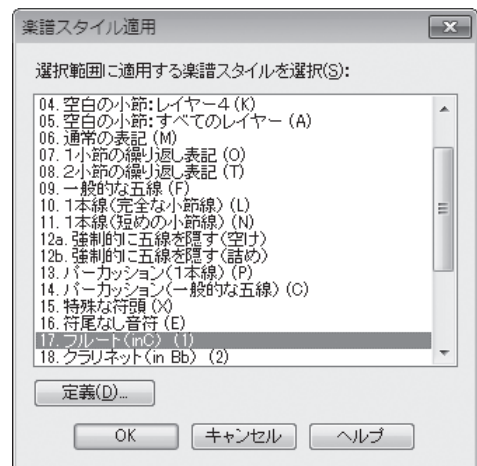 楽譜スタイル適用
選択範囲に適用する楽譜スタイルを選択(S):
04. 空白の小節:レイヤー4 (K)
05. 空白の小節:すべてのレイヤー (A)
06. 通常の表記 (M)
07. 1小節の繰り返し表記 (O)
08. 2小節の繰り返し表記 (T)
09. 一般的な五線 (F)
10. 1本線(完全な小節線) (L)
11. 1本線(短めの小節線) (N)
12a. 強制的に五線を隠す(空け)
12b. 強制的に五線を隠す(詰め)
13. パーカッション(1本線) (P)
14. パーカッション(一般的な五線) (C)
15. 特殊な符頭 (X)
16. 符尾なし音符 (E)
17. フルート(inC) (1)
18. クラリネット(in Bb) (2)
定義(D)...
OK キャンセル ヘルプ